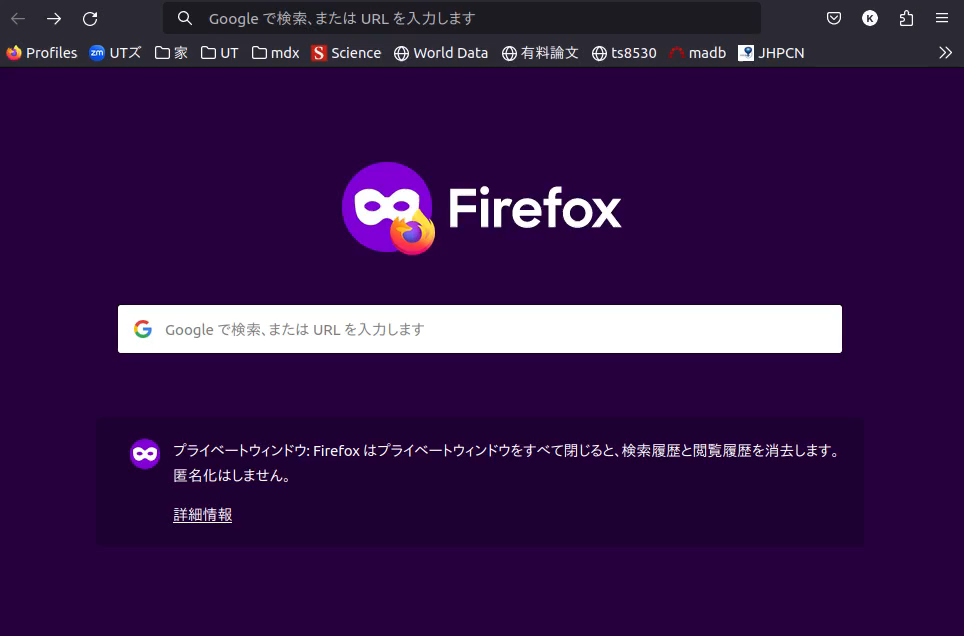 Google で検索、または URL を入力します
K
Profiles zm UTズ 家 UT mdx S Science World Data 有料論文 ts8530 madb JHPCN
Firefox
Google で検索、または URL を入力します
プライベートウィンドウ: Firefox はプライベートウィンドウをすべて閉じると、検索履歴と閲覧履歴を消去します。
匿名化はしません。
詳細情報